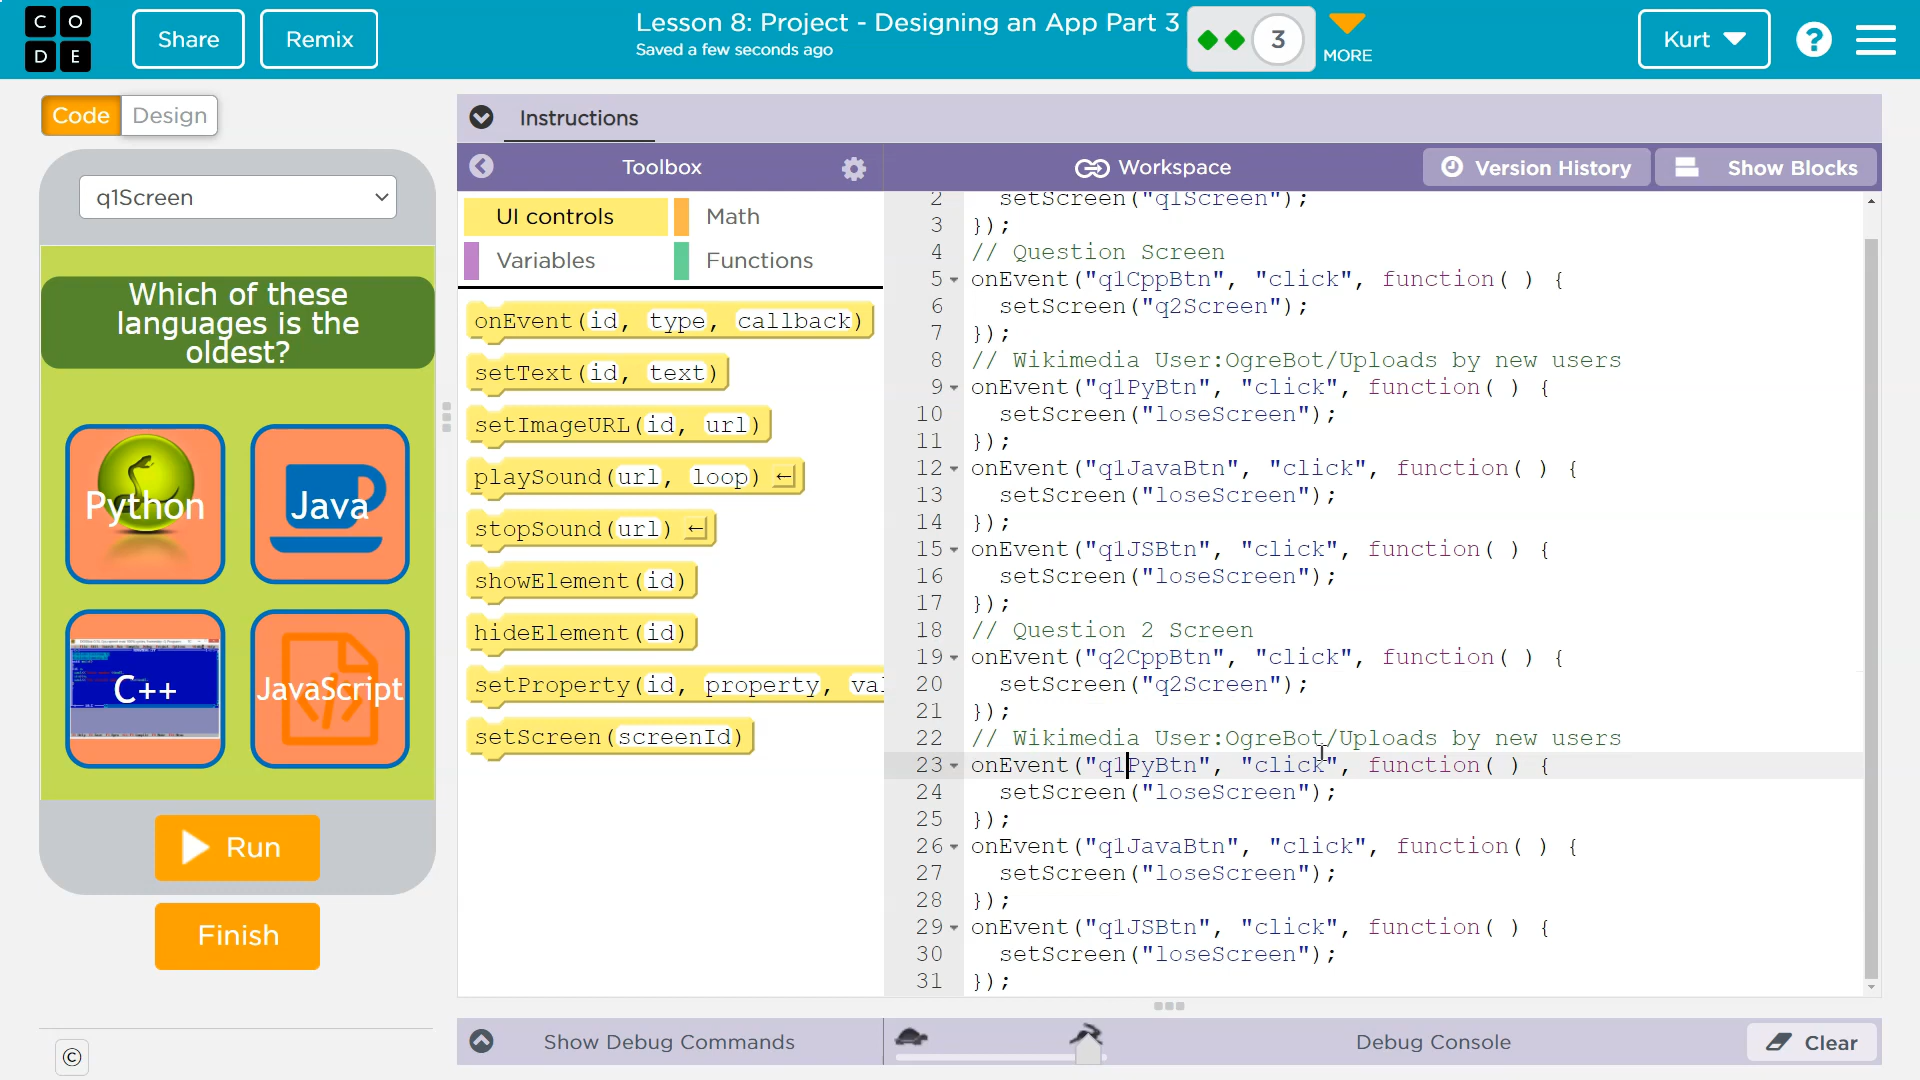 CODE
Share
Remix
Lesson 8: Project - Designing an App Part 3
Saved a few seconds ago
3
MORE
Kurt
?
Code
Design
Instructions
q1Screen
Toolbox
Workspace
Version History
Show Blocks
UI controls
Math
Variables
Functions
onEvent(id, type, callback)
setText(id, text)
setImageURL(id, url)
playSound(url, loop)
stopSound(url)
showElement(id)
hideElement(id)
setProperty(id, property, val
setScreen(screenId)
Which of these
languages is the
oldest?
Python
Java
C++
JavaScript
Run
Finish
©
2 setScreen("q1Screen");
3 });
4 // Question Screen
5 onEvent("q1CppBtn", "click", function( ) {
6 setScreen("q2Screen");
7 });
8 // Wikimedia User:OgreBot/Uploads by new users
9 onEvent("q1PyBtn", "click", function( ) {
10 setScreen("loseScreen");
11 });
12 onEvent("q1JavaBtn", "click", function( ) {
13 setScreen("loseScreen");
14 });
15 onEvent("q1JSBtn", "click", function( ) {
16 setScreen("loseScreen");
17 });
18 // Question 2 Screen
19 onEvent("q2CppBtn", "click", function( ) {
20 setScreen("q2Screen");
21 });
22 // Wikimedia User:OgreBot/Uploads by new users
23 onEvent("q1PyBtn", "click", function( ) {
24 setScreen("loseScreen");
25 });
26 onEvent("q1JavaBtn", "click", function( ) {
27 setScreen("loseScreen");
28 });
29 onEvent("q1JSBtn", "click", function( ) {
30 setScreen("loseScreen");
31 });
Show Debug Commands
Debug Console
Clear